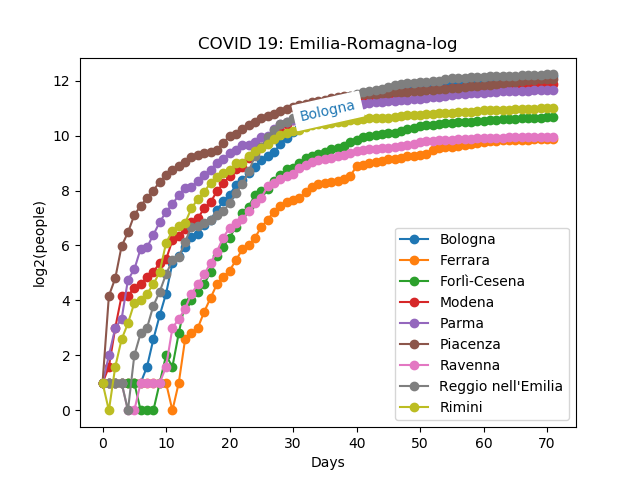 COVID 19: Emilia-Romagna-log
log2(people)
12
10
8
6
4
2
0
Bologna
Bologna
Ferrara
Forlì-Cesena
Modena
Parma
Piacenza
Ravenna
Reggio nell'Emilia
Rimini
0 10 20 30 40 50 60 70
Days